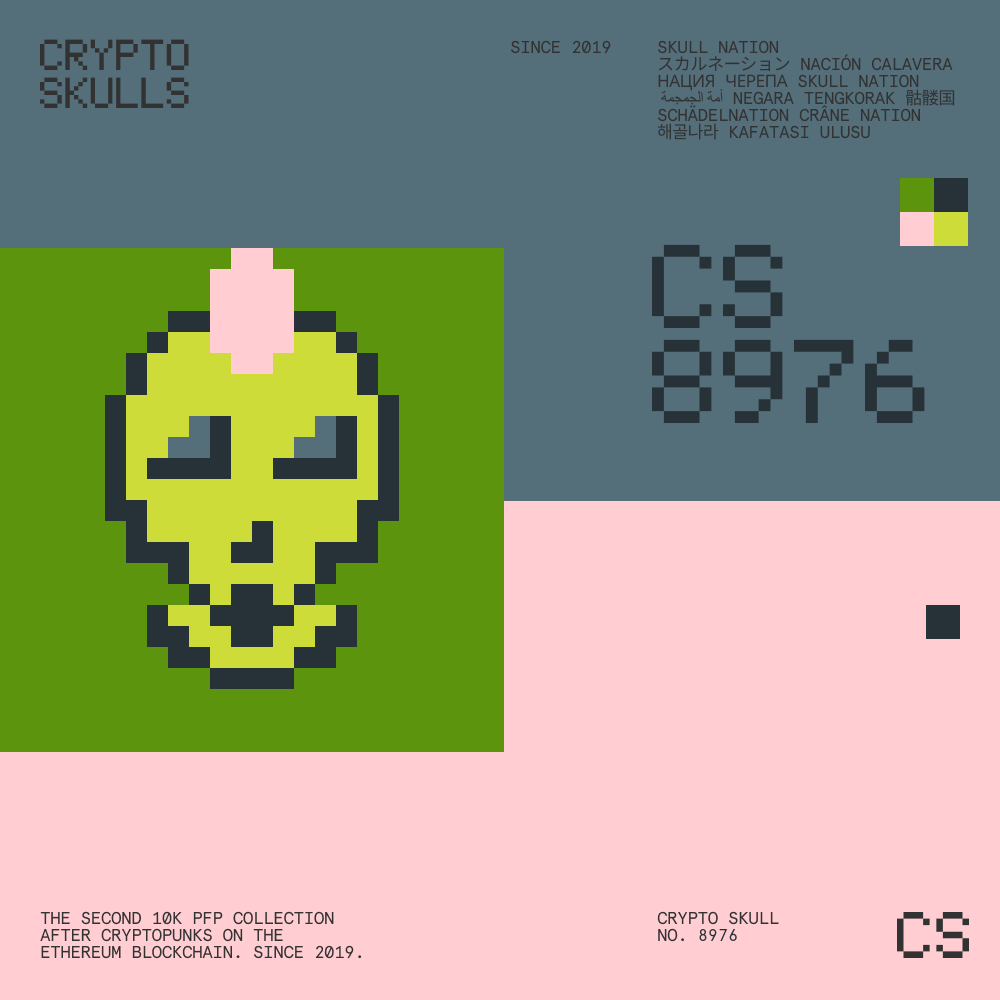 CRYPTO
SKULLS
SINCE 2019
SKULL NATION
スカルネーション NACIÓN CALAVERA
НАЦИЯ ЧЕРЕПА SKULL NATION
أمة الجمجمة NEGARA TENGKORAK 骷髅国
SCHÄDELNATION CRÂNE NATION
해골나라 KAFATASI ULUSU
CS
8976
THE SECOND 10K PFP COLLECTION
AFTER CRYPTOPUNKS ON THE
ETHEREUM BLOCKCHAIN. SINCE 2019.
CRYPTO SKULL
NO. 8976
CS